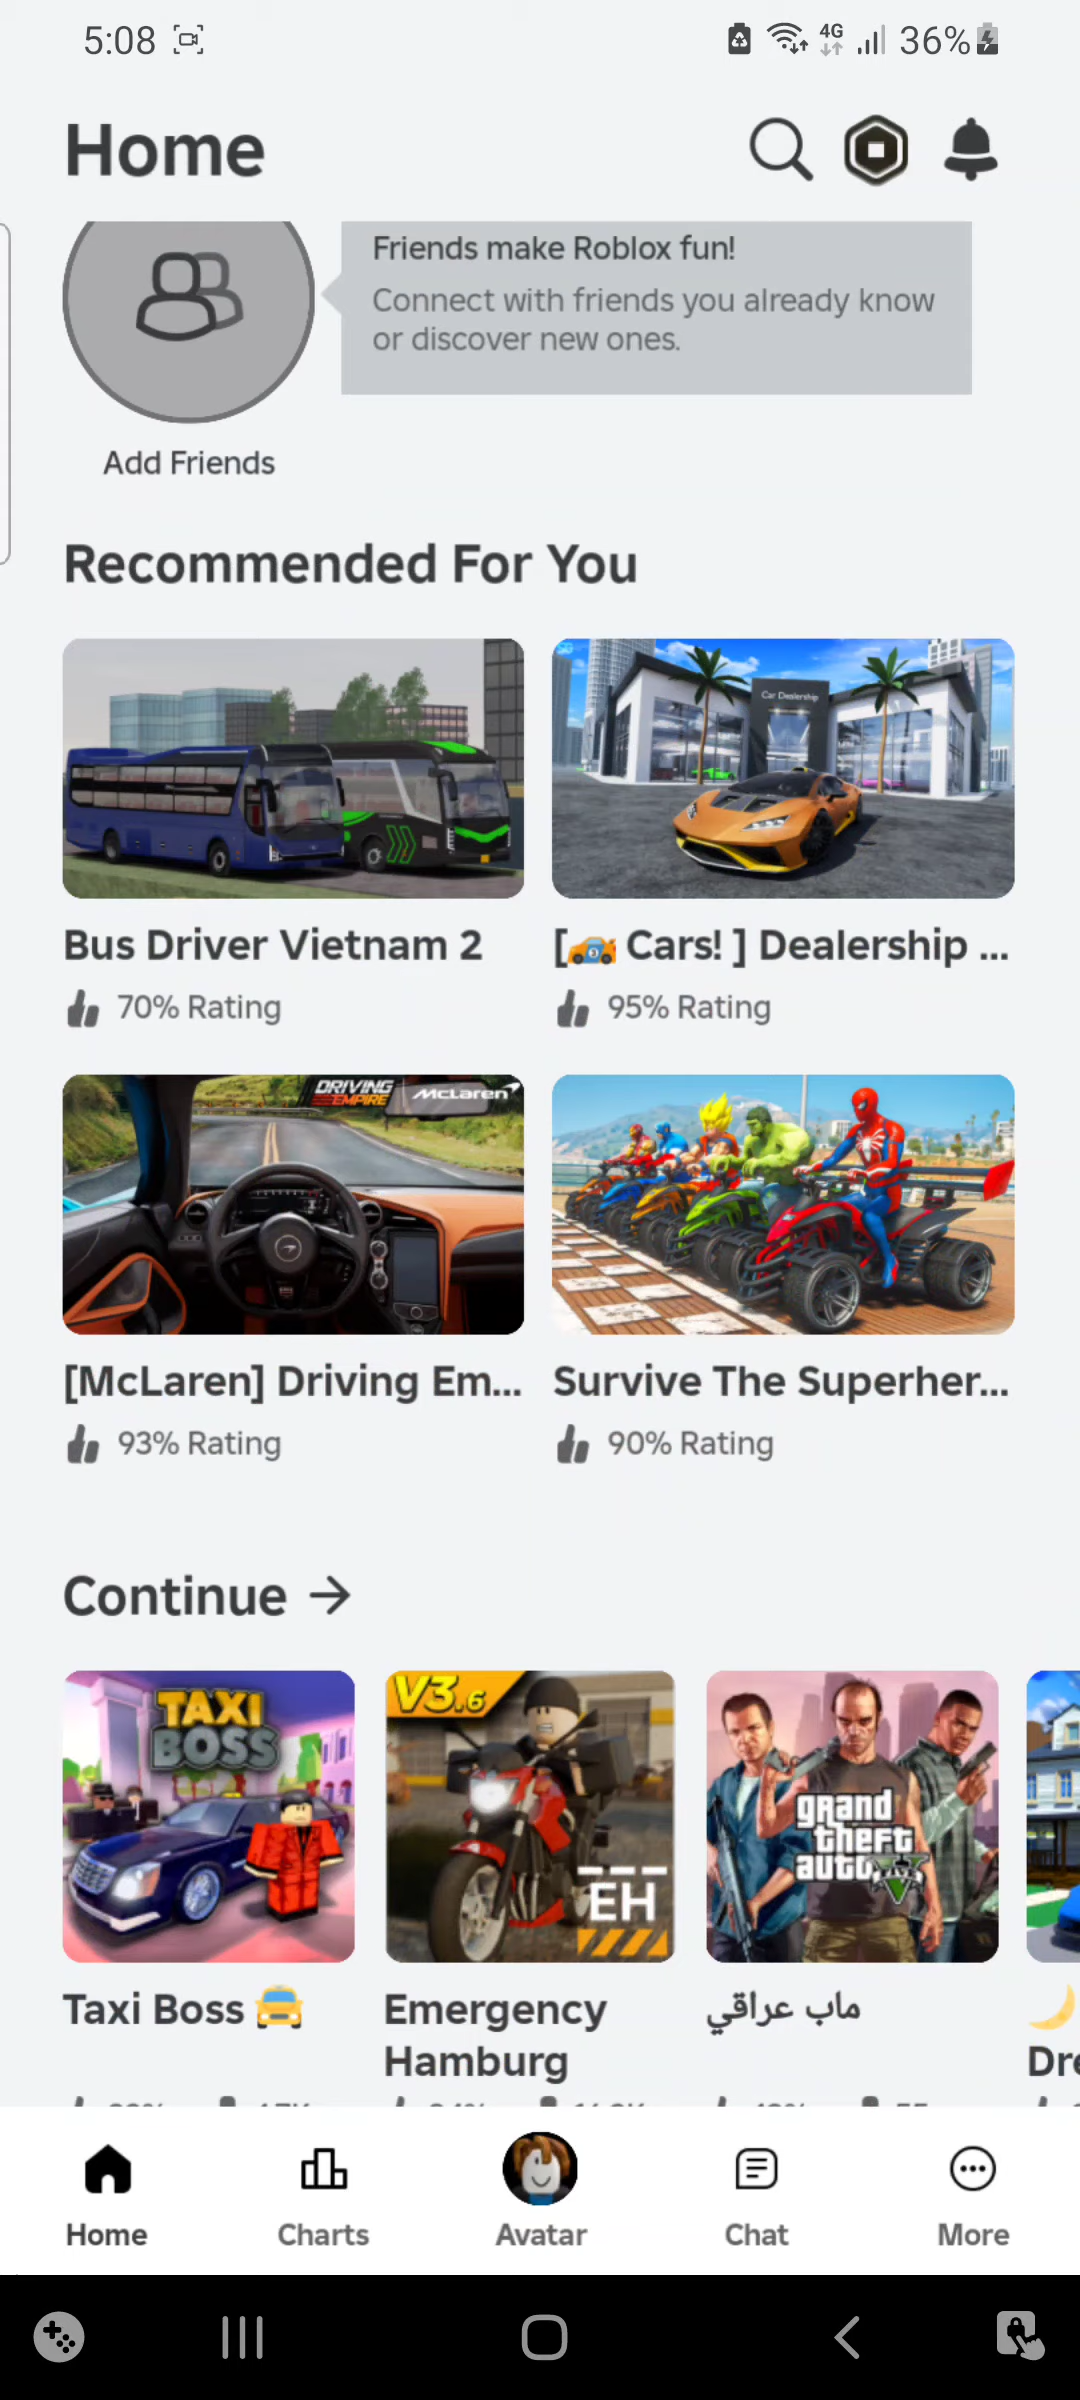 5:08
4G
36%
Home
Friends make Roblox fun!
Connect with friends you already know
or discover new ones.
Add Friends
Recommended For You
Car Dealership
Bus Driver Vietnam 2
[🏎 Cars! ] Dealership ...
70% Rating
95% Rating
DRIVING
EMPIRE
McLaren
[McLaren] Driving Em...
Survive The Superher...
93% Rating
90% Rating
Continue →
TAXI
BOSS
V3.6
EH
grand
theft
auto
V
Taxi Boss 🚖
Emergency
Hamburg
ماب عراقي
🌙
Dre
Home
Charts
Avatar
Chat
More